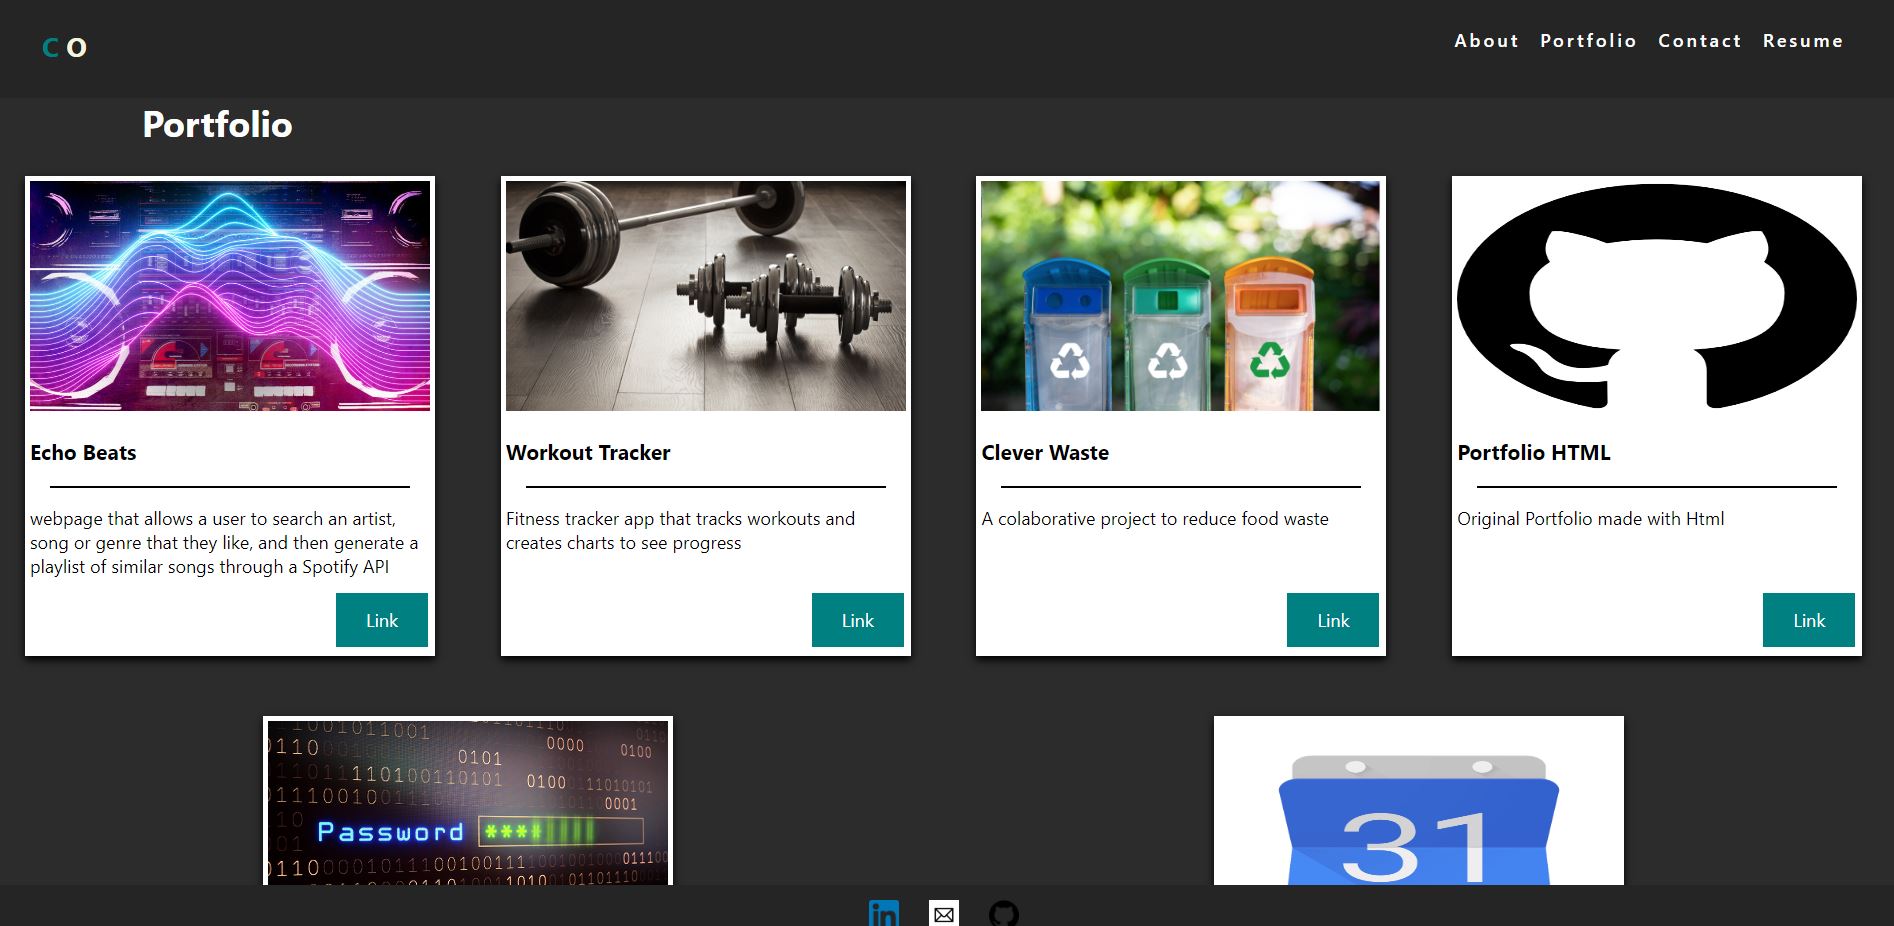 C O
About Portfolio Contact Resume
Portfolio
Echo Beats
webpage that allows a user to search an artist,
song or genre that they like, and then generate a
playlist of similar songs through a Spotify API
Link
Workout Tracker
Fitness tracker app that tracks workouts and
creates charts to see progress
Link
Clever Waste
A colaborative project to reduce food waste
Link
Portfolio HTML
Original Portfolio made with Html
Link
Password ****
31
in